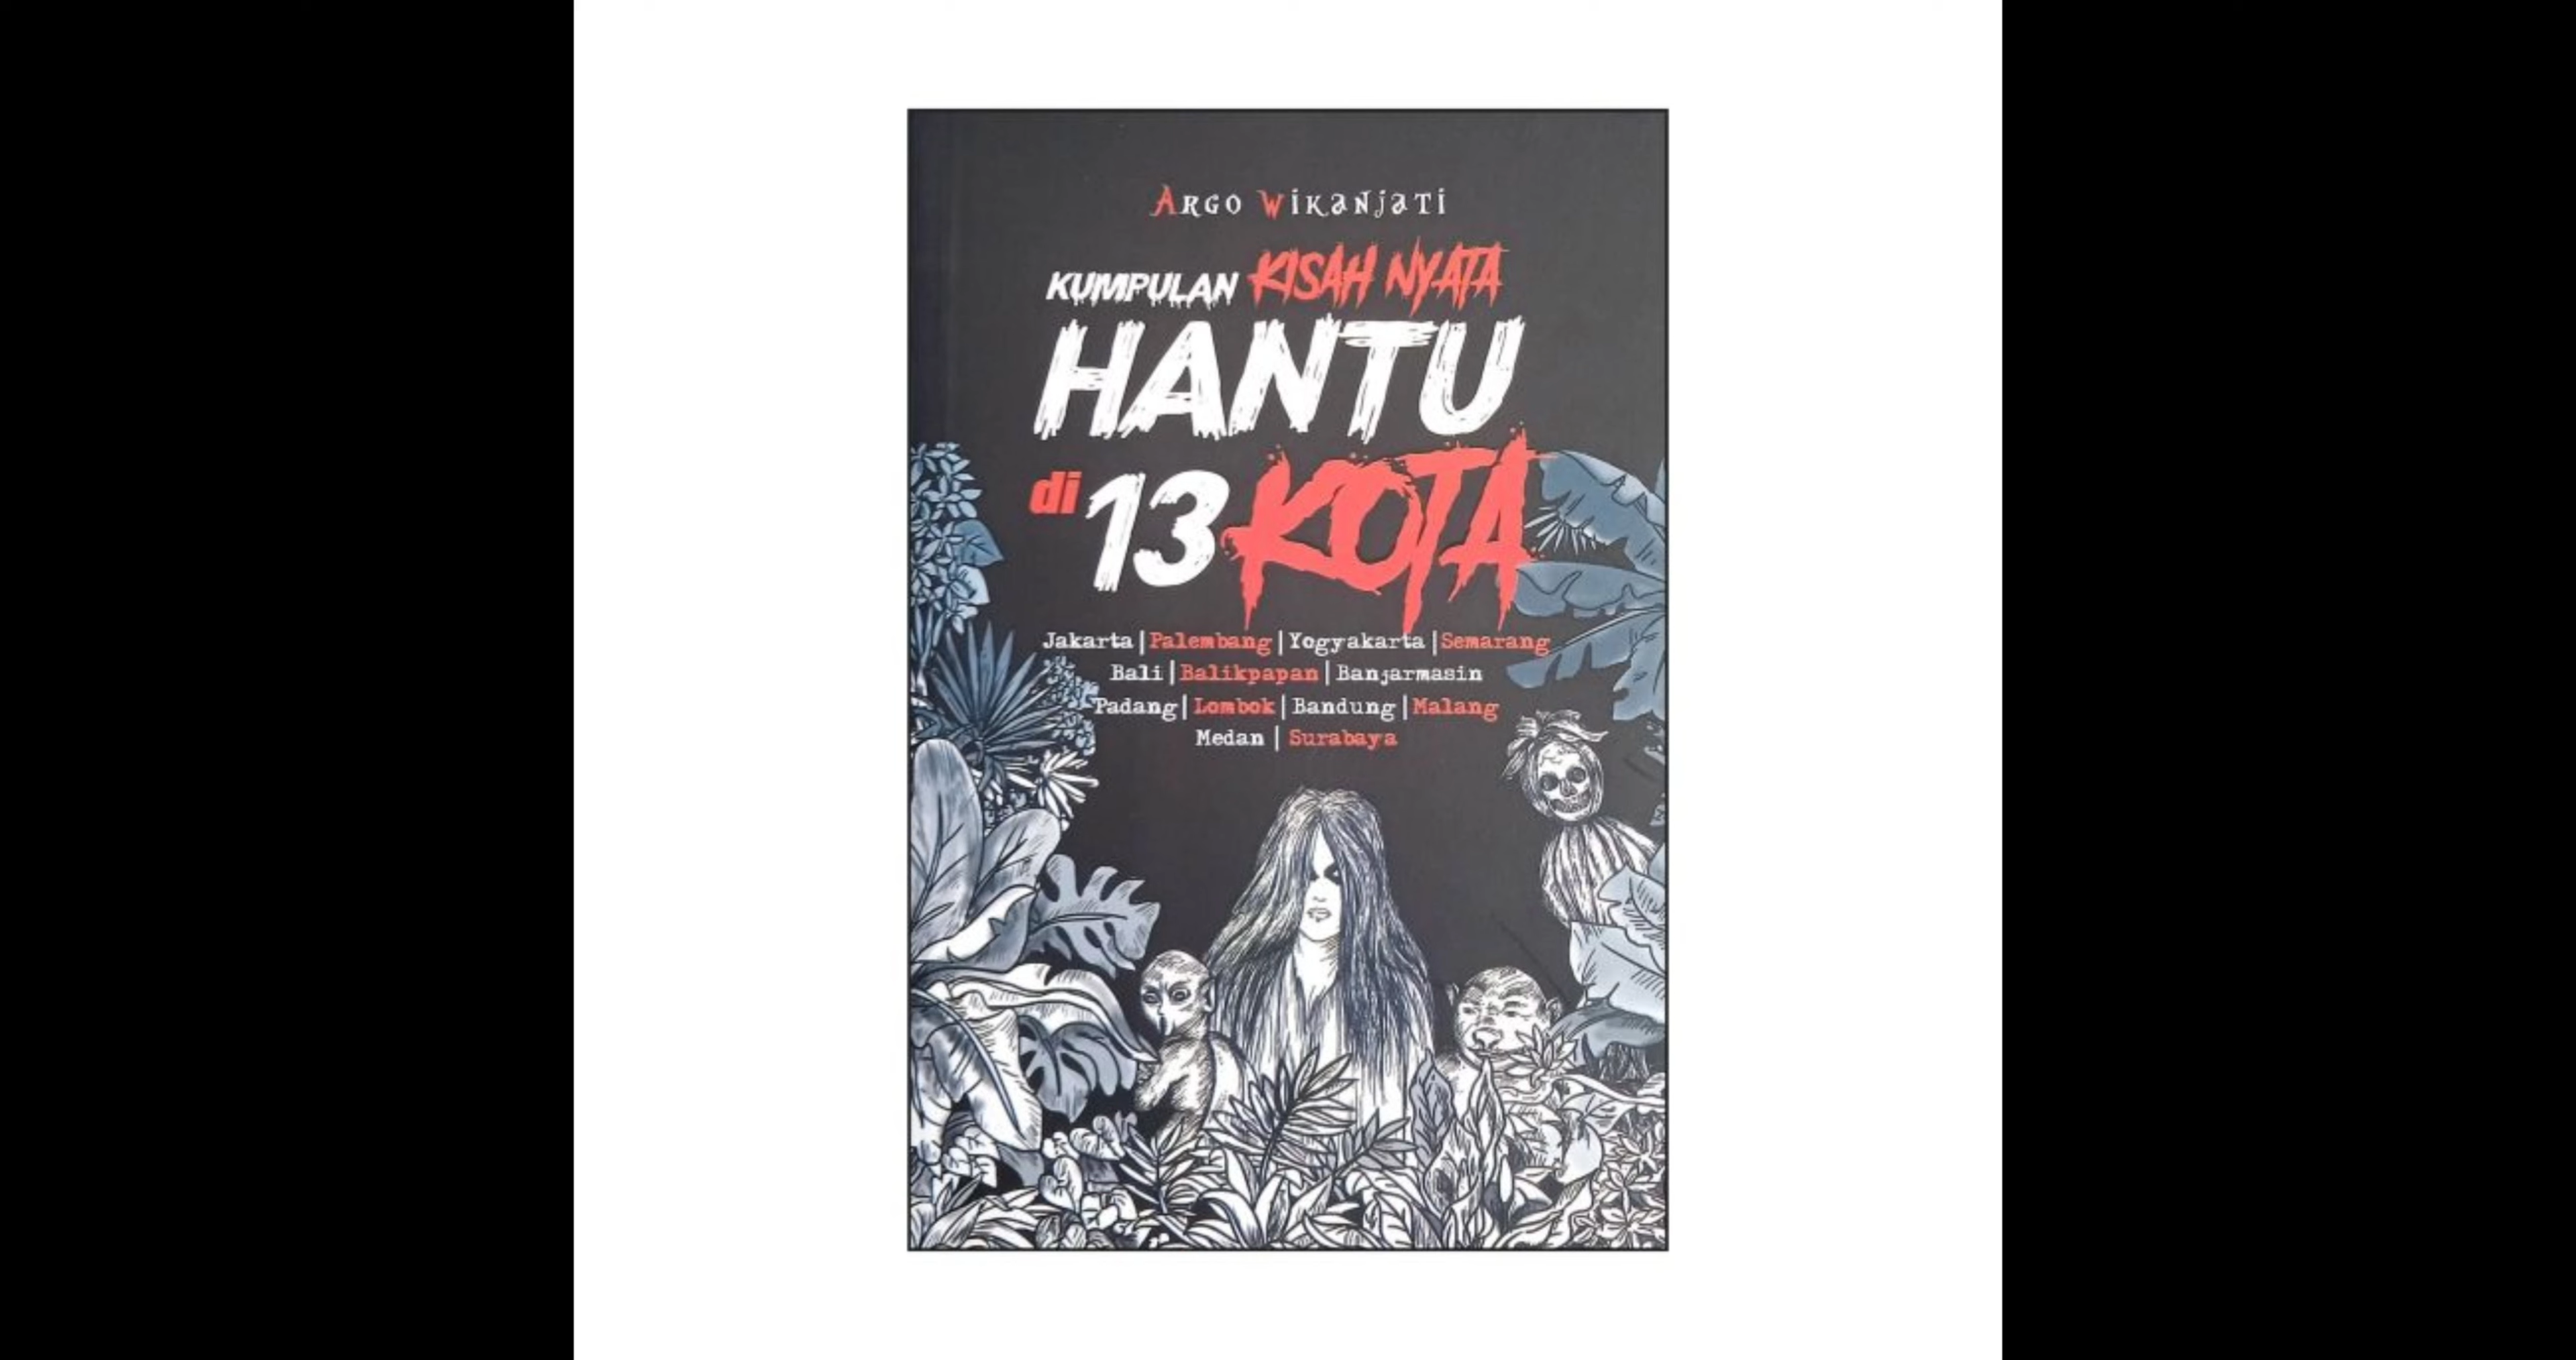 Argo Wikanjati
KUMPULAN KISAH NYATA
HANTU
di 13 KOTA
Jakarta|Palembang|Yogyakarta|Semarang
Bali|Balikpapan|Banjarmasin
Padang|Lombok|Bandung|Malang
Medan | Surabaya